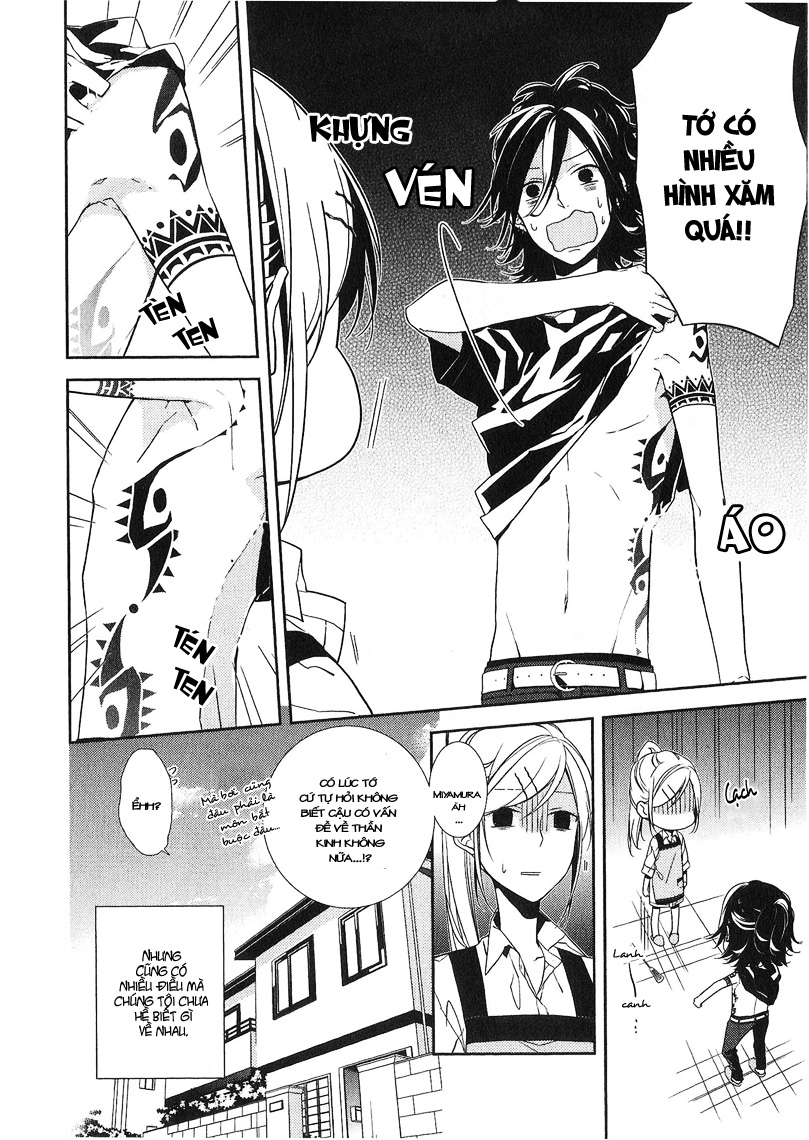 TỚ CÓ
NHIỀU
HÌNH XĂM
QUÁ!!
VÉN
ÁO
KHỰNG
TÈN
TEN
HK
TÉN
TEN
Cạch
Lanh
canh
MIYAMURA
ÀH
...
CÓ LÚC TỚ
CỨ TỰ HỎI KHÔNG
BIẾT CẬU CÓ VẤN
ĐỀ VỀ THẦN
KINH KHÔNG
NỮA...!?
Mà bơi cũng
đâu phải là
môn bắt
buộc đâu...
ỂHH?
NHƯNG
CŨNG CÓ
NHIỀU ĐIỀU MÀ
CHÚNG TÔI CHƯA
HỀ BIẾT GÌ
VỀ NHAU.